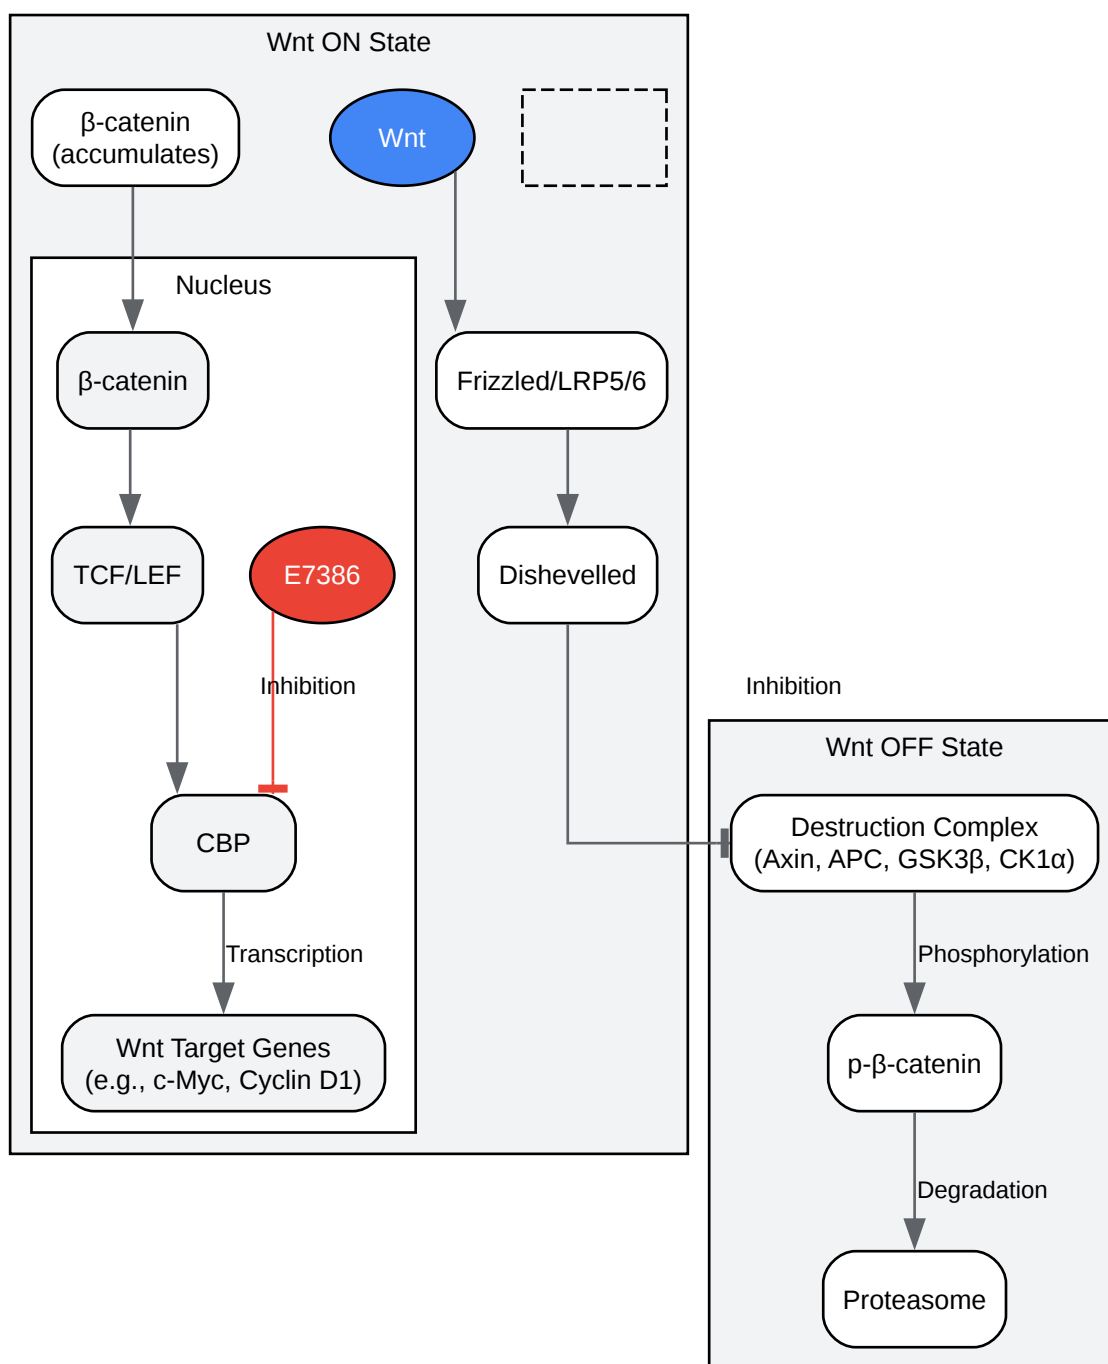 Wnt ON State
β-catenin
(accumulates)
Wnt
Nucleus
β-catenin
Frizzled/LRP5/6
TCF/LEF
E7386
Dishevelled
Inhibition
Inhibition
Wnt OFF State
CBP
Destruction Complex
(Axin, APC, GSK3β, CK1α)
Transcription
Phosphorylation
Wnt Target Genes
(e.g., c-Myc, Cyclin D1)
p-β-catenin
Degradation
Proteasome